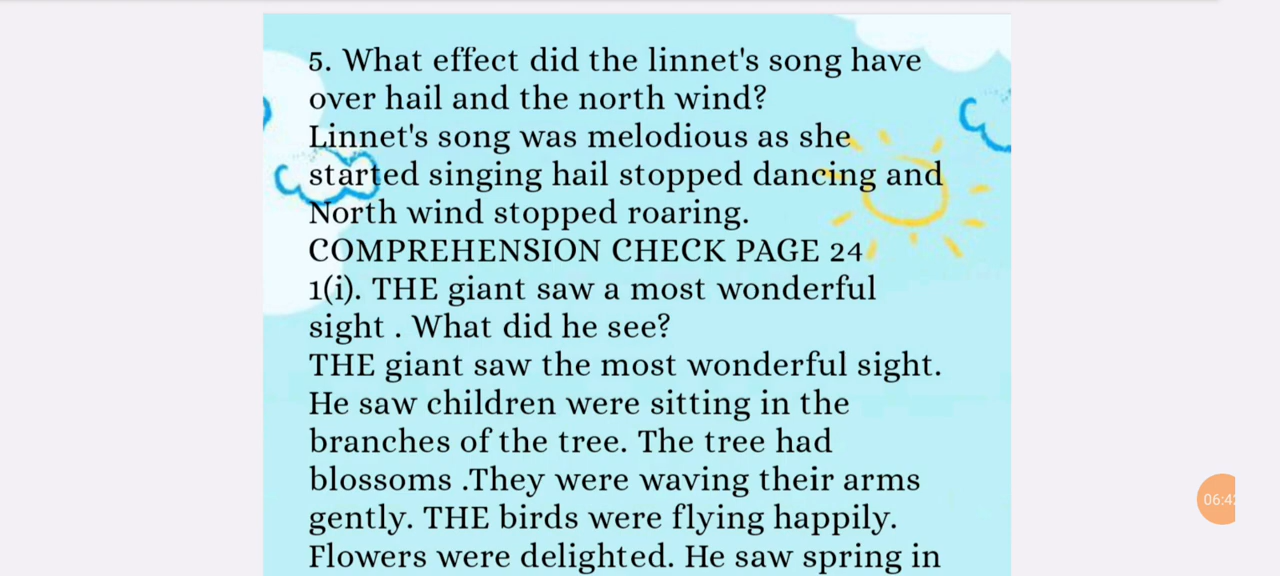 5. What effect did the linnet's song have
over hail and the north wind?
Linnet's song was melodious as she
started singing hail stopped dancing and
North wind stopped roaring.
COMPREHENSION CHECK PAGE 24
1(i). THE giant saw a most wonderful
sight . What did he see?
THE giant saw the most wonderful sight.
He saw children were sitting in the
branches of the tree. The tree had
blossoms .They were waving their arms
gently. THE birds were flying happily.
Flowers were delighted. He saw spring in